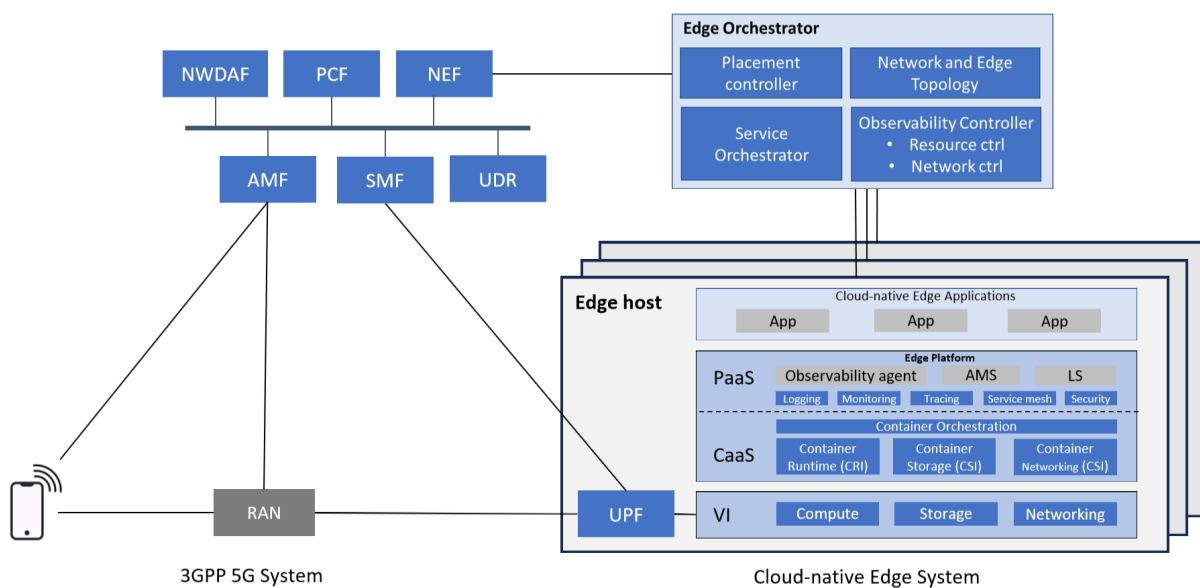 Edge Orchestrator
Placement
controller
Network and Edge
Topology
Service
Orchestrator
Observability Controller
• Resource ctrl
• Network ctrl
NWDAF
PCF
NEF
AMF
SMF
UDR
RAN
UPF
3GPP 5G System
Edge host
Cloud-native Edge Applications
App
App
App
Edge Platform
PaaS
Observability agent
AMS
LS
Logging
Monitoring
Tracing
Service mesh
Security
CaaS
Container Orchestration
Container
Runtime (CRI)
Container
Storage (CSI)
Container
Networking (CSI)
VI
Compute
Storage
Networking
Cloud-native Edge System